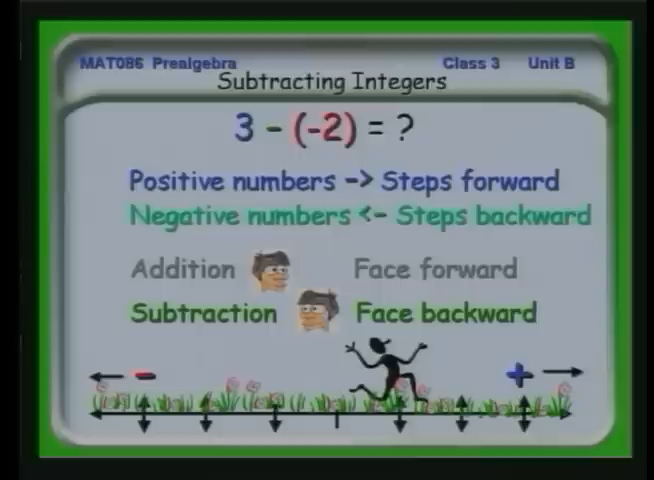 MAT086 Prealgebra Class 3 Unit B
Subtracting Integers
3 - (-2) = ?
Positive numbers -> Steps forward
Negative numbers <- Steps backward
Addition Face forward
Subtraction Face backward
- +